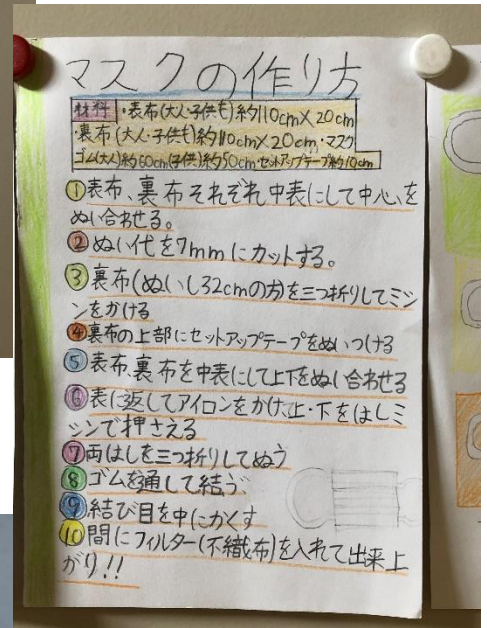 マスクの作り方
材料・表布(大人・子供も)約110cm×20cm
・裏布(大人・子供も)約110cm×20cm・マスク
ゴム(大人)約60cm(子供)約50cm・セットアップテープ約10cm
①表布、裏布それぞれ中表にして中心を
ぬい合わせる。
②ぬい代を7mmにカットする。
③裏布(ぬいし32cmの方)を三つ折りしてミシ
ンをかける
④裏布の上部にセットアップテープをぬいつける
⑤表布、裏布を中表にして上下をぬい合わせる
⑥表に返してアイロンをかけ、上・下をはしミ
シンで押さえる
⑦両はしを三つ折りしてぬう
⑧ゴムを通して結ぶ、
⑨結び目を中にかくす
⑩間にフィルター(不織布)を入れて出来上
がり!!